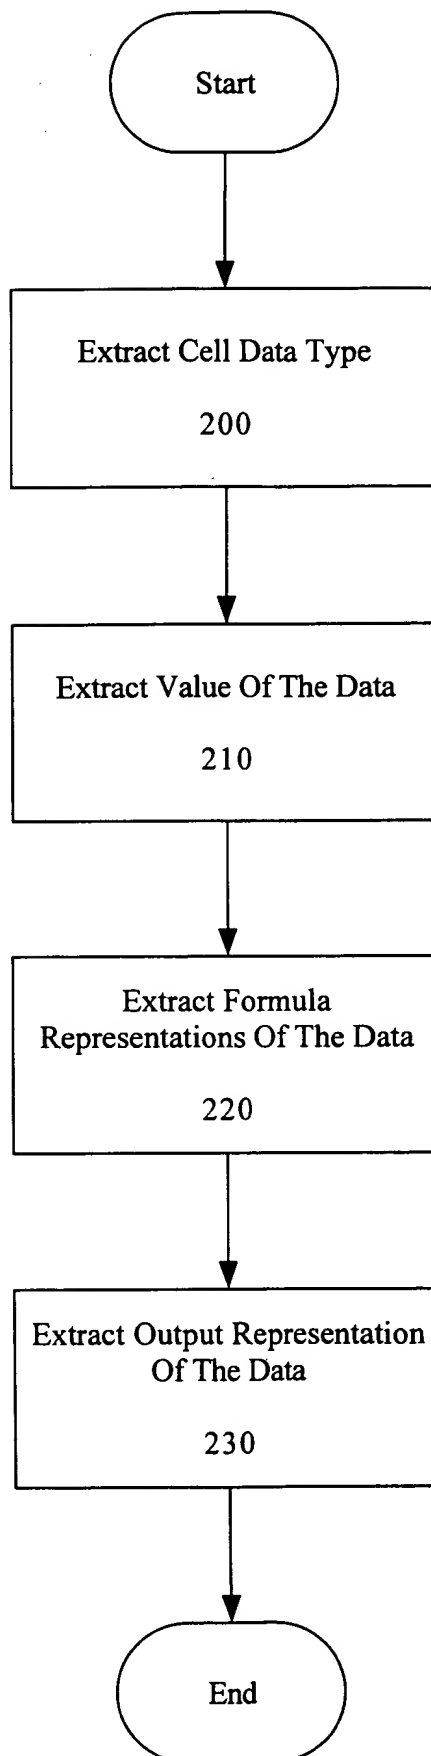 Start
Extract Cell Data Type
200
Extract Value Of The Data
210
Extract Formula
Representations Of The Data
220
Extract Output Representation
Of The Data
230
End